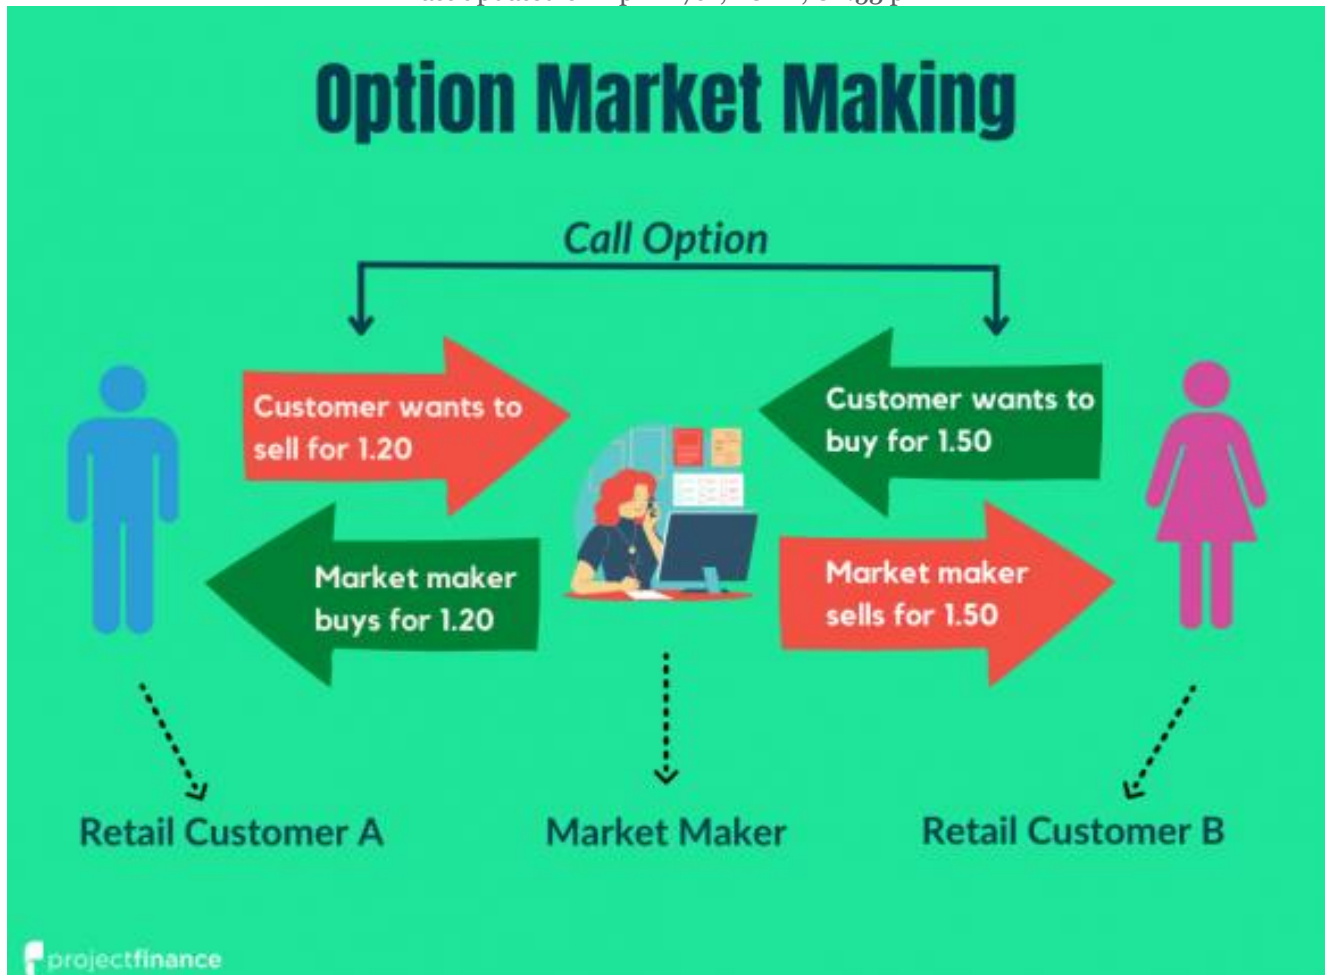 Option Market Making
Call Option
Customer wants to
sell for 1.20
Customer wants to
buy for 1.50
Market maker
buys for 1.20
Market maker
sells for 1.50
Retail Customer A
Market Maker
Retail Customer B
projectfinance